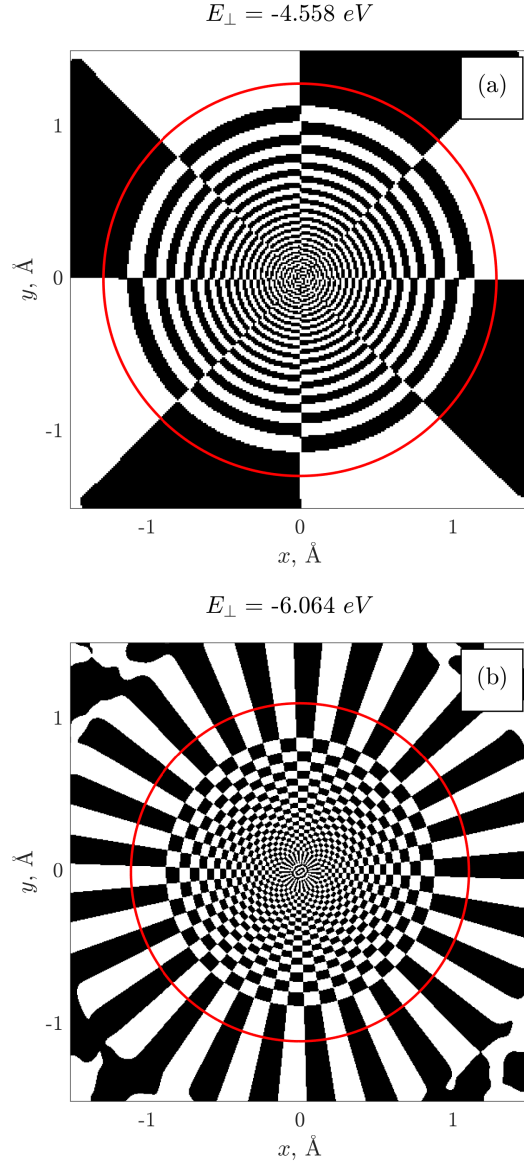 E⊥ = -4.558 eV
(a)
1
0
-1
y, Å
-1
0
1
x, Å
E⊥ = -6.064 eV
(b)
1
0
-1
y, Å
-1
0
1
x, Å